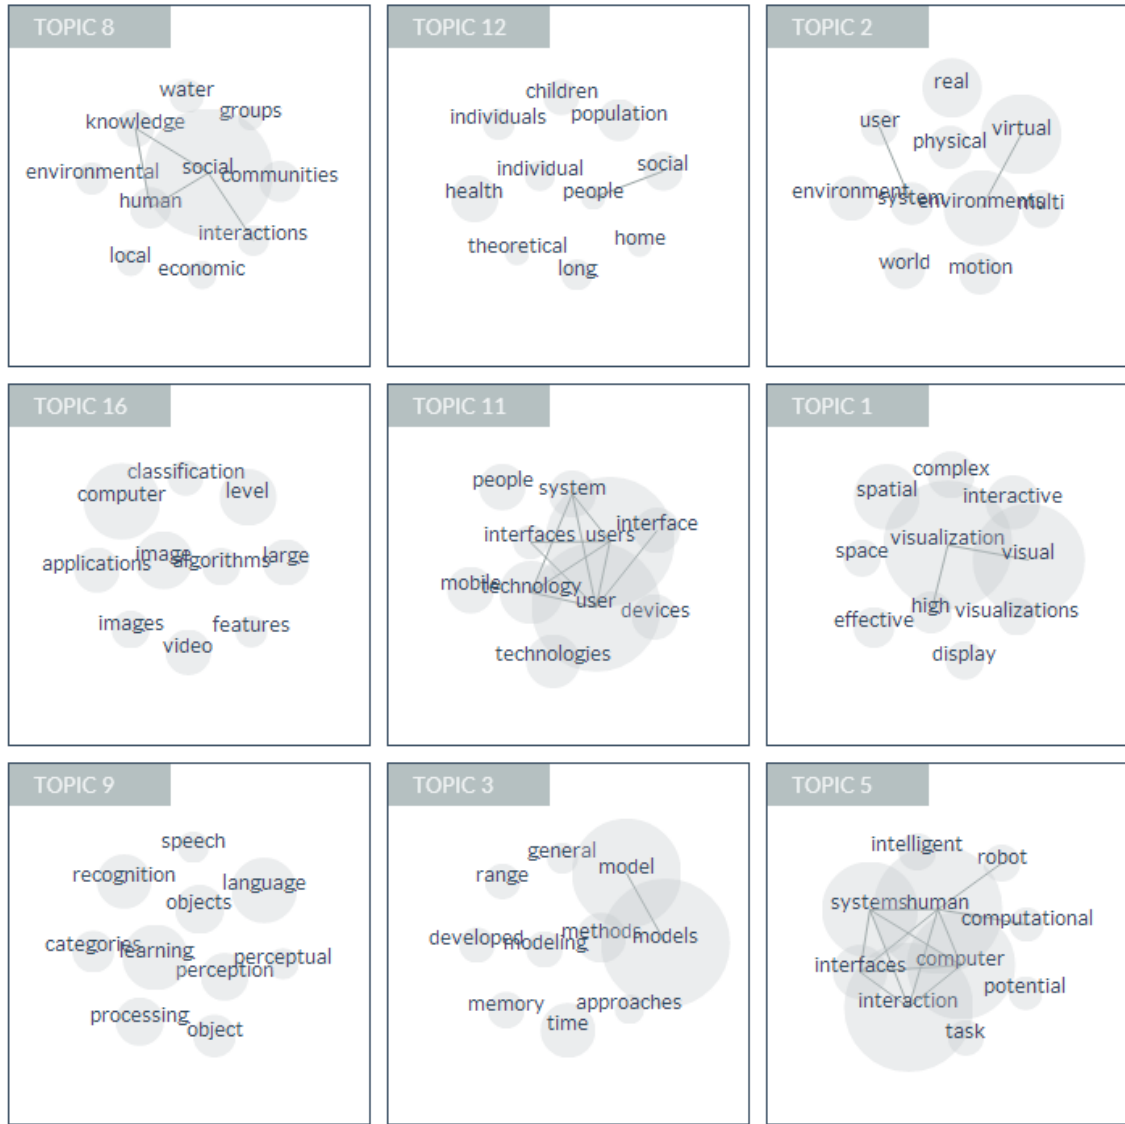 TOPIC 8
water
groups
knowledge
social
environmental
communities
human
interactions
local
economic
TOPIC 12
children
individuals
population
individual
social
health
people
theoretical
home
long
TOPIC 2
real
user
virtual
physical
environment
system
environments
multi
world
motion
TOPIC 16
classification
computer
level
image
applications
algorithms
large
images
features
video
TOPIC 11
people
system
interface
interfaces
users
mobile
technology
user
devices
technologies
TOPIC 1
complex
spatial
interactive
visualization
space
visual
high
visualizations
effective
display
TOPIC 9
speech
recognition
language
objects
categories
learning
perceptual
perception
processing
object
TOPIC 3
general
model
range
methods
developed
modeling
models
memory
approaches
time
TOPIC 5
intelligent
robot
systems
human
computational
interfaces
computer
potential
interaction
task